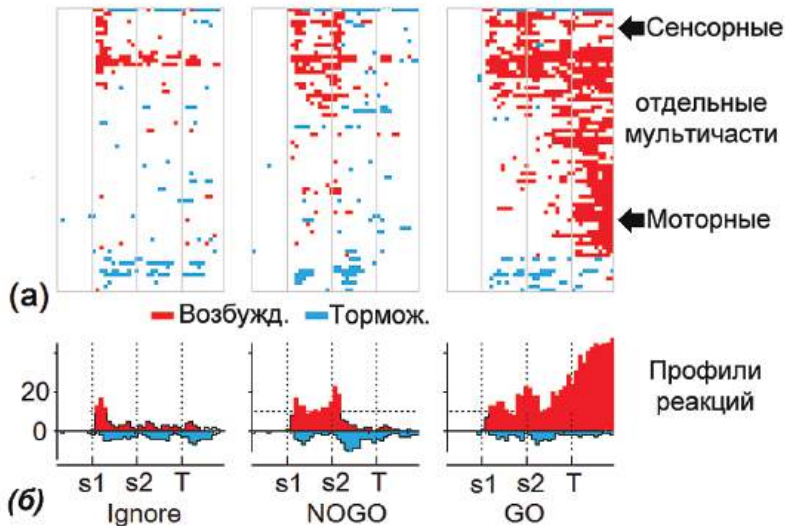 Сенсорные
отдельные
мультичасти
Моторные
(а)
Возбужд. Тормож.
Профили
реакций
20
0
s1 s2 T s1 s2 T s1 s2 T
(б) Ignore NOGO GO